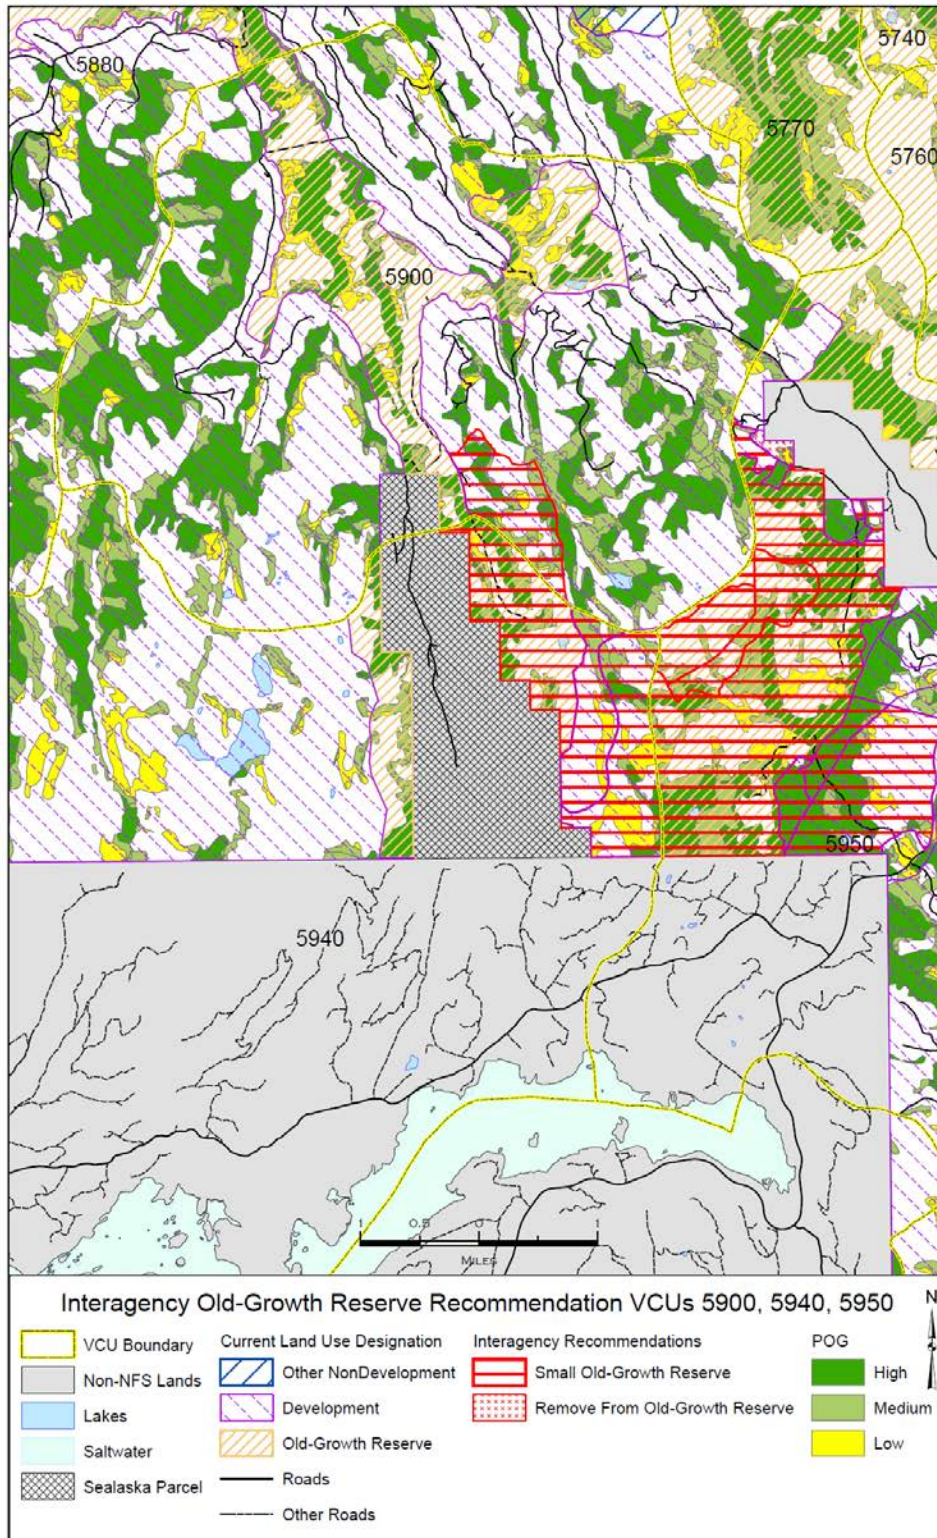 5740
5880
5770
5760
5900
5950
5940
1 0.5 0 1
MILES
Interagency Old-Growth Reserve Recommendation VCUs 5900, 5940, 5950
N
VCU Boundary
Non-NFS Lands
Lakes
Saltwater
Sealaska Parcel
Current Land Use Designation
Other NonDevelopment
Development
Old-Growth Reserve
Roads
Other Roads
Interagency Recommendations
Small Old-Growth Reserve
Remove From Old-Growth Reserve
POG
High
Medium
Low